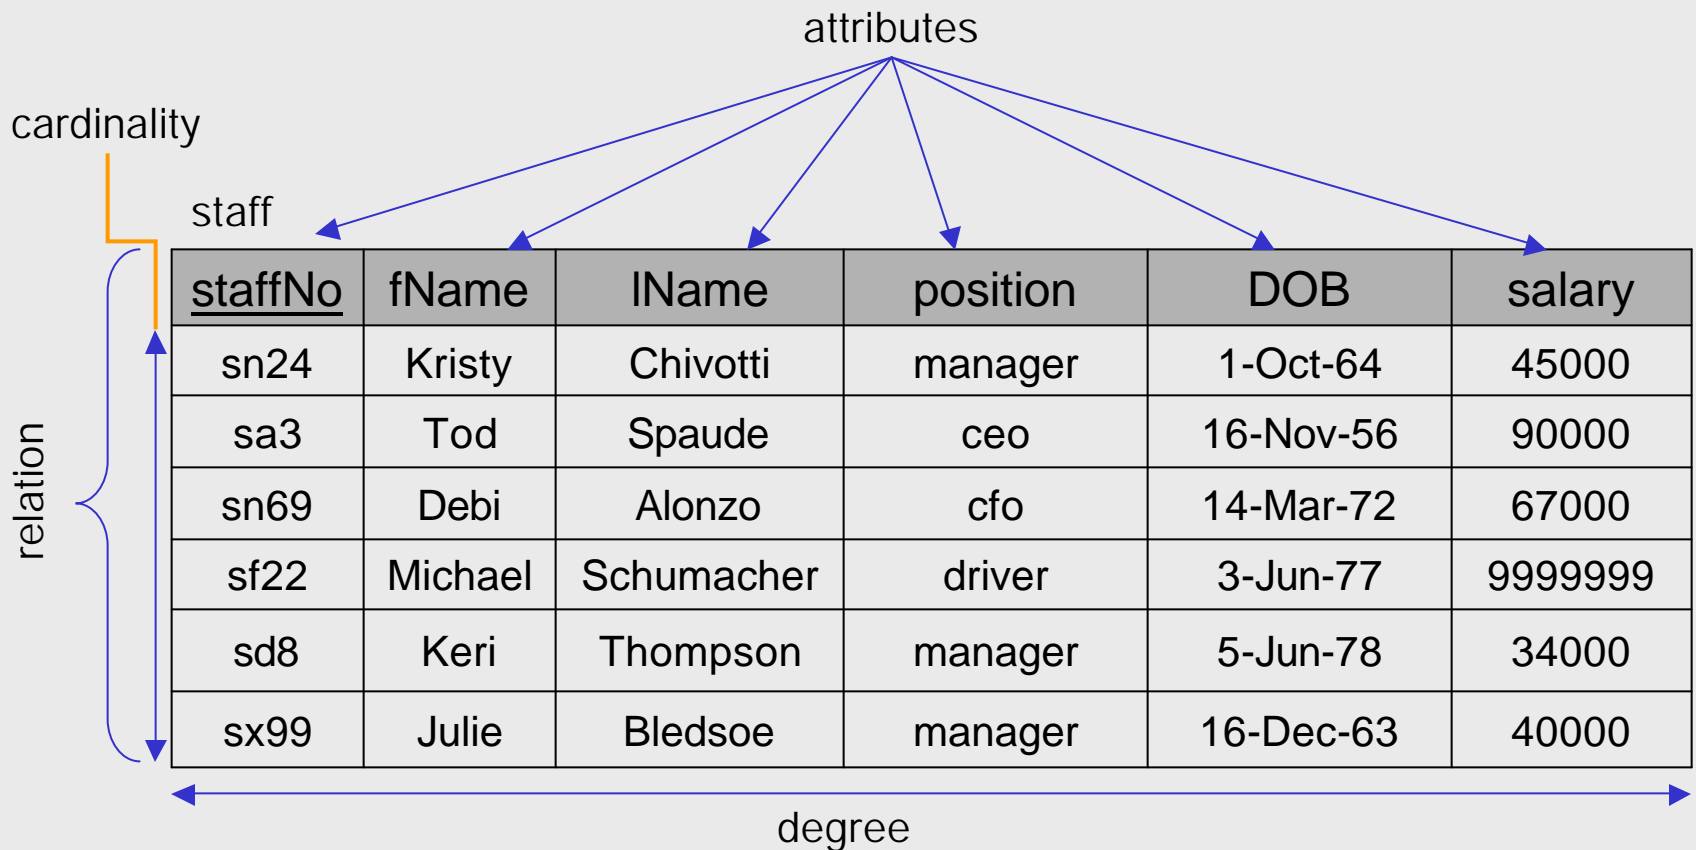 attributes
cardinality
staff
staffNo fName lName position DOB salary
sn24 Kristy Chivotti manager 1-Oct-64 45000
sa3 Tod Spaude ceo 16-Nov-56 90000
sn69 Debi Alonzo cfo 14-Mar-72 67000
sf22 Michael Schumacher driver 3-Jun-77 9999999
sd8 Keri Thompson manager 5-Jun-78 34000
sx99 Julie Bledsoe manager 16-Dec-63 40000
relation
degree